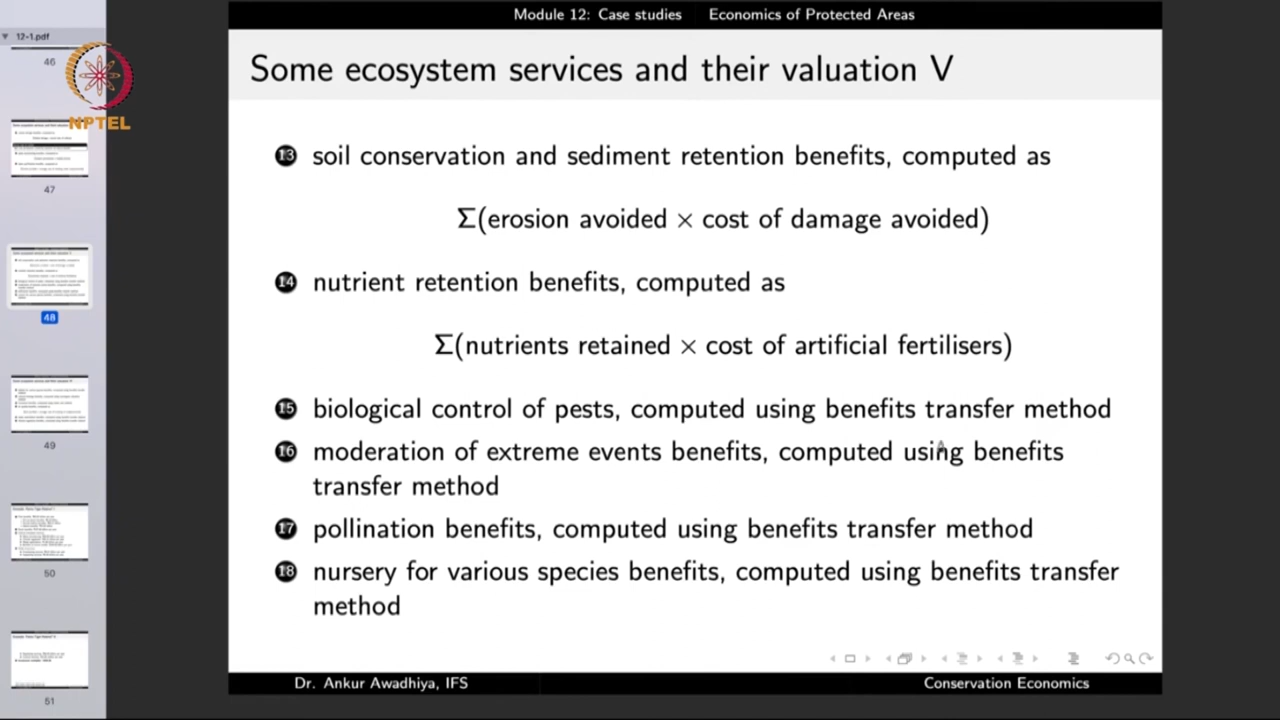 Module 12: Case studies Economics of Protected Areas
12-1.pdf
NPTEL
46
47
48
49
50
51
Some ecosystem services and their valuation V
13 soil conservation and sediment retention benefits, computed as
Σ(erosion avoided × cost of damage avoided)
14 nutrient retention benefits, computed as
Σ(nutrients retained × cost of artificial fertilisers)
15 biological control of pests, computed using benefits transfer method
16 moderation of extreme events benefits, computed using benefits
transfer method
17 pollination benefits, computed using benefits transfer method
18 nursery for various species benefits, computed using benefits transfer
method
Dr. Ankur Awadhiya, IFS Conservation Economics